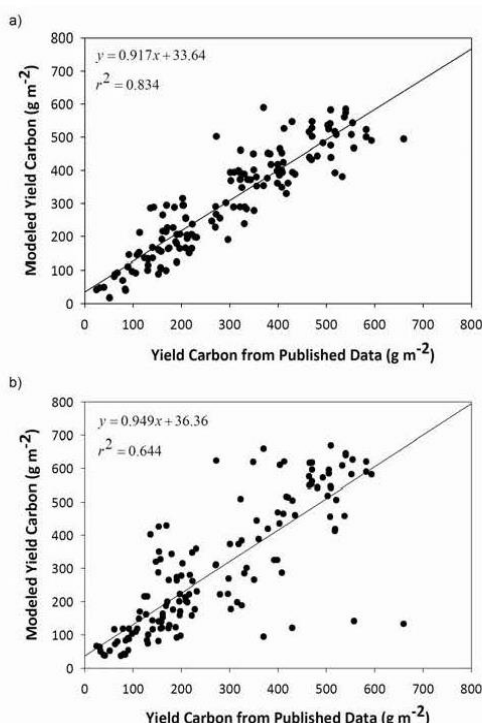 a)
800
y = 0.917x + 33.64
700
r² = 0.834
600
500
400
300
200
100
0
Modeled Yield Carbon (g m⁻²)
0 100 200 300 400 500 600 700 800
Yield Carbon from Published Data (g m⁻²)
b)
800
y = 0.949x + 36.36
700
r² = 0.644
600
500
400
300
200
100
0
Modeled Yield Carbon (g m⁻²)
0 100 200 300 400 500 600 700 800
Yield Carbon from Published Data (g m⁻²)